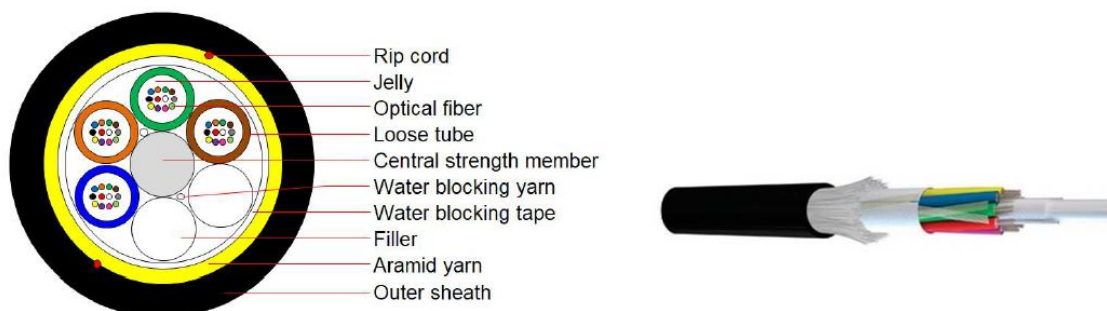 Rip cord
Jelly
Optical fiber
Loose tube
Central strength member
Water blocking yarn
Water blocking tape
Filler
Aramid yarn
Outer sheath